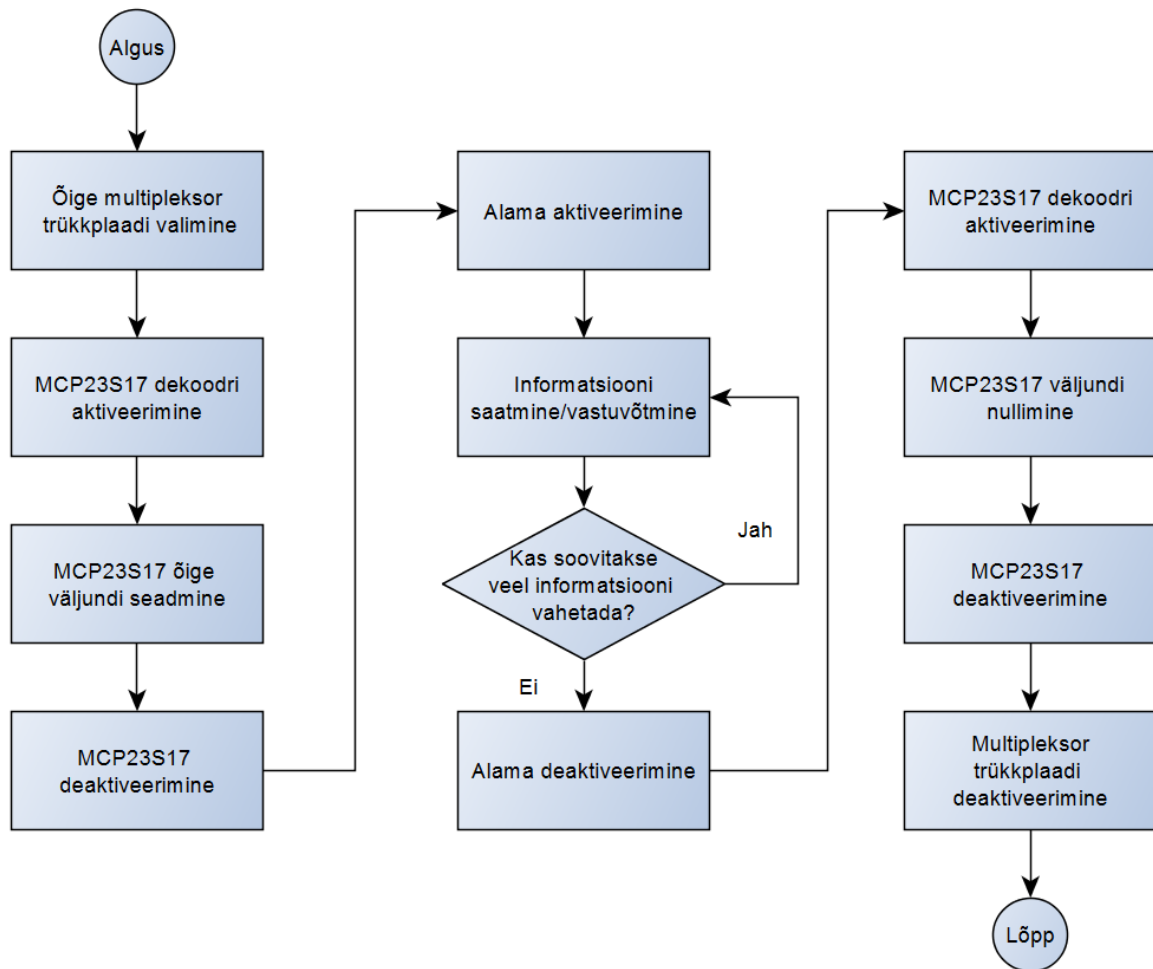 Algus
Õige multipleksor
trükkplaadi valimine
MCP23S17 dekoodri
aktiveerimine
MCP23S17 õige
väljundi seadmine
MCP23S17
deaktiveerimine
Alama aktiveerimine
Informatsiooni
saatmine/vastuvõtmine
Kas soovitakse
veel informatsiooni
vahetada?
Jah
Ei
Alama deaktiveerimine
MCP23S17 dekoodri
aktiveerimine
MCP23S17 väljundi
nullimine
MCP23S17
deaktiveerimine
Multipleksor
trükkplaadi
deaktiveerimine
Lõpp